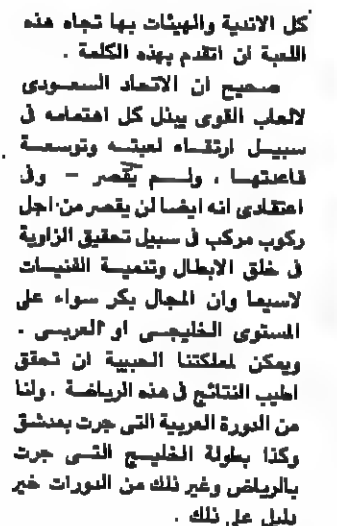 كل الاندية والهيئات بها تجاه هذه
اللعبة ان اتقدم بهذه الكلمة .
صحيح ان الاتحاد السعودى
لالعاب القوى يبذل كل اهتمامه فى
سبيل ارتقاء لعبته وتوسعة
قاعدتها ، ولم يقصر – وفى
اعتقادى انه ايضا لن يقصر من اجل
ركوب مركب فى سبيل تحقيق الزاوية
فى خلق الابطال وتنمية الفنيات
لاسيما وان المجال بكر سواء على
المستوى الخليجى او العربى .
ويمكن لمملكتنا الحبيبة ان تحقق
اطيب النتائج فى هذه الرياضة . ولنا
من الدورة العربية التى جرت بدمشق
وكذا بطولة الخليج التى جرت
بالرياض وغير ذلك من الدورات خير
دليل على ذلك .